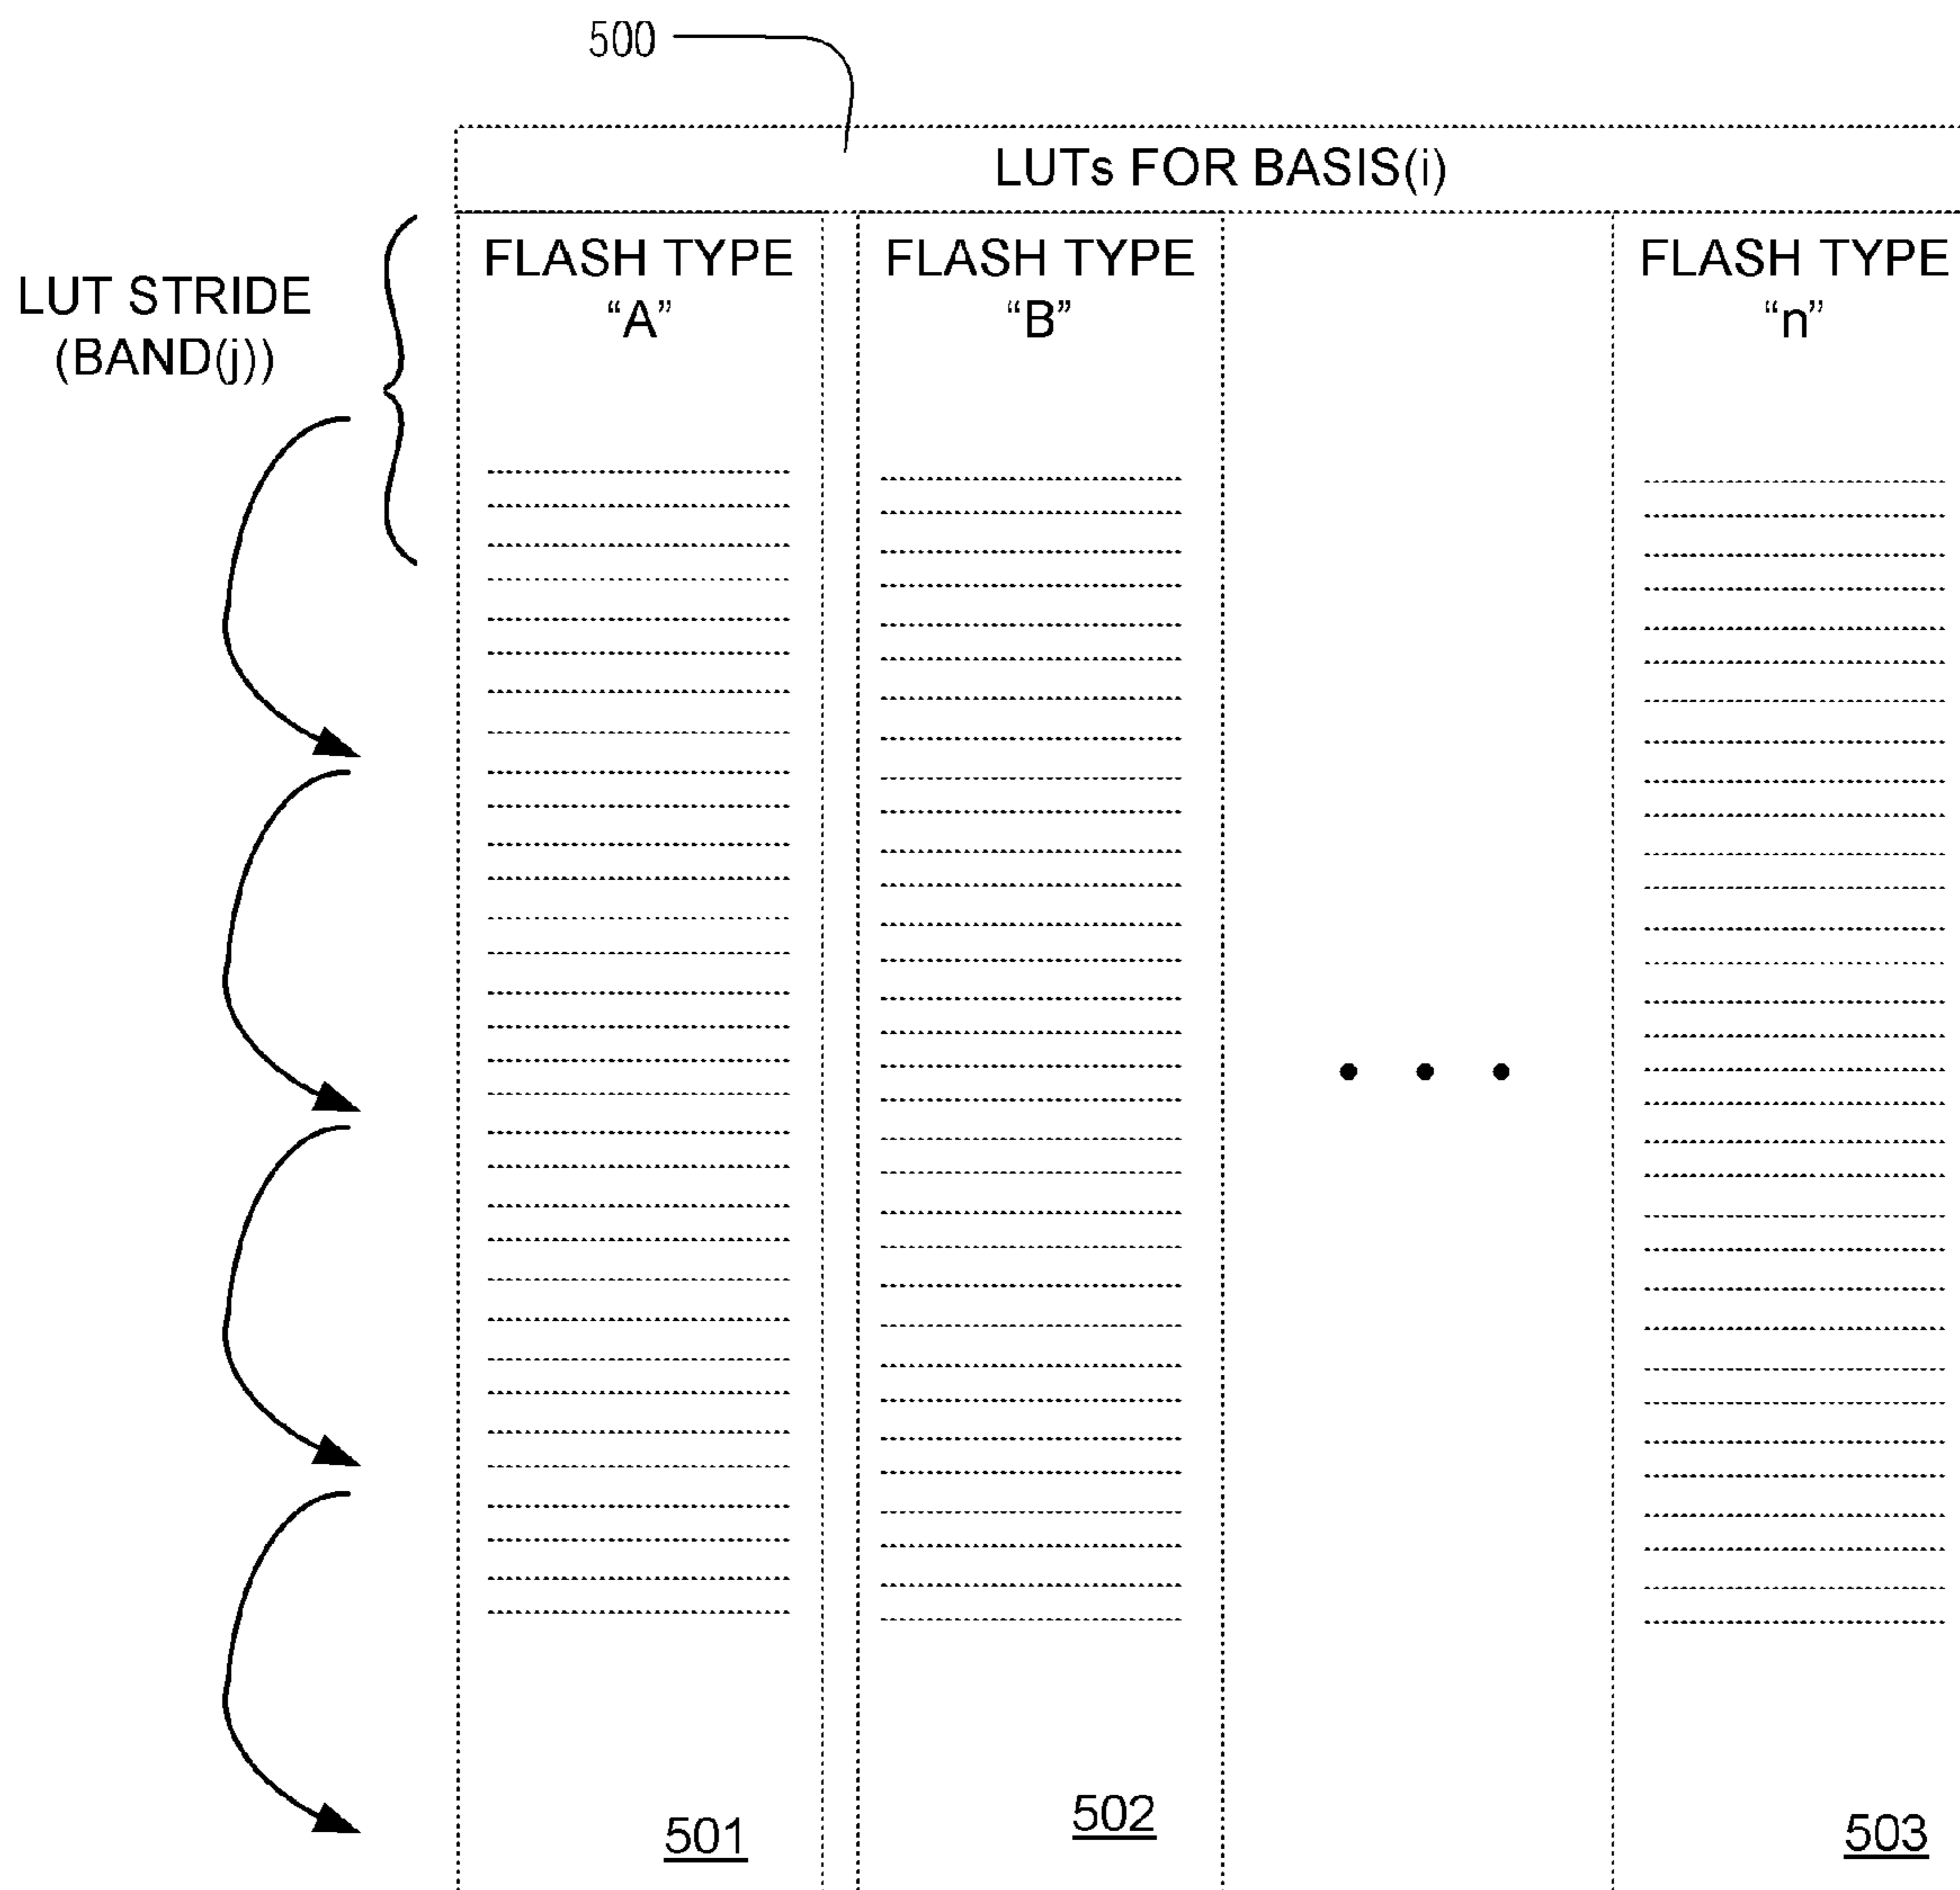 500
LUTs FOR BASIS(i)
LUT STRIDE
(BAND(j))
FLASH TYPE
“A”
FLASH TYPE
“B”
FLASH TYPE
“n”
• • •
501
502
503